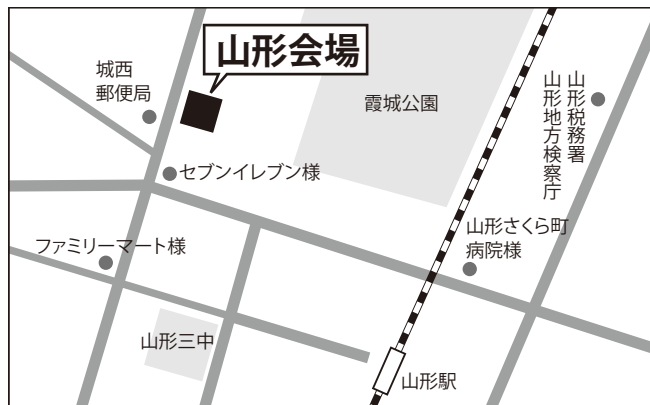 山形会場
城西
郵便局
霞城公園
山形税務署
山形地方検察庁
セブンイレブン様
山形さくら町
病院様
ファミリーマート様
山形三中
山形駅